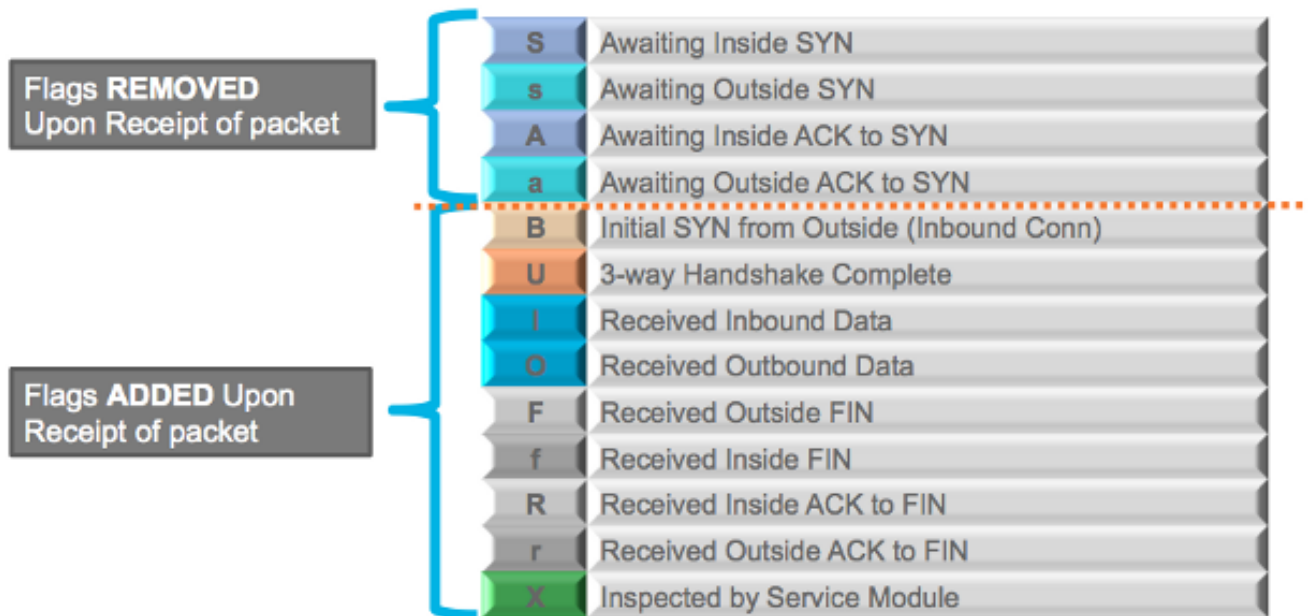 Flags REMOVED
Upon Receipt of packet
S Awaiting Inside SYN
s Awaiting Outside SYN
A Awaiting Inside ACK to SYN
a Awaiting Outside ACK to SYN
Flags ADDED Upon
Receipt of packet
B Initial SYN from Outside (Inbound Conn)
U 3-way Handshake Complete
I Received Inbound Data
O Received Outbound Data
F Received Outside FIN
f Received Inside FIN
R Received Inside ACK to FIN
r Received Outside ACK to FIN
X Inspected by Service Module